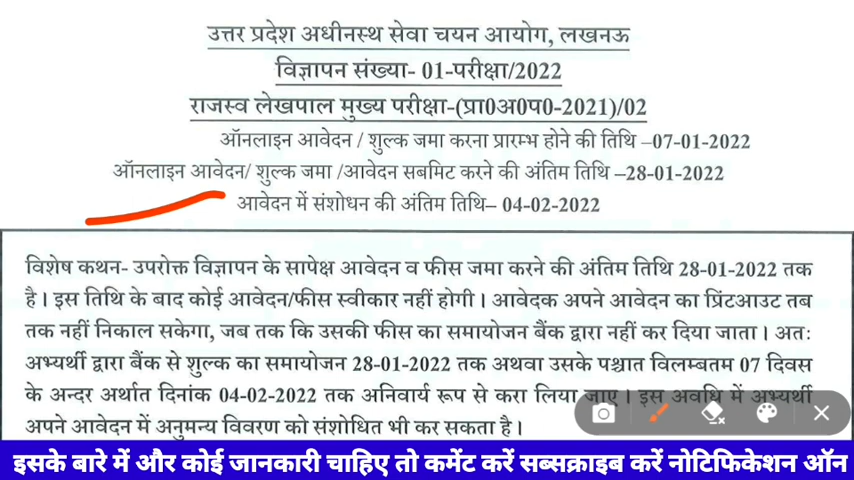 उत्तर प्रदेश अधीनस्थ सेवा चयन आयोग, लखनऊ
विज्ञापन संख्या- 01-परीक्षा/2022
राजस्व लेखपाल मुख्य परीक्षा-(प्रा0अ0प0-2021)/02
ऑनलाइन आवेदन / शुल्क जमा करना प्रारम्भ होने की तिथि –07-01-2022
ऑनलाइन आवेदन/ शुल्क जमा /आवेदन सबमिट करने की अंतिम तिथि –28-01-2022
आवेदन में संशोधन की अंतिम तिथि– 04-02-2022
विशेष कथन- उपरोक्त विज्ञापन के सापेक्ष आवेदन व फीस जमा करने की अंतिम तिथि 28-01-2022 तक
है। इस तिथि के बाद कोई आवेदन/फीस स्वीकार नहीं होगी। आवेदक अपने आवेदन का प्रिंटआउट तब
तक नहीं निकाल सकेगा, जब तक कि उसकी फीस का समायोजन बैंक द्वारा नहीं कर दिया जाता। अतः
अभ्यर्थी द्वारा बैंक से शुल्क का समायोजन 28-01-2022 तक अथवा उसके पश्चात विलम्बतम 07 दिवस
के अन्दर अर्थात दिनांक 04-02-2022 तक अनिवार्य रूप से करा लिया जाए। इस अवधि में अभ्यर्थी
अपने आवेदन में अनुमन्य विवरण को संशोधित भी कर सकता है।
इसके बारे में और कोई जानकारी चाहिए तो कमेंट करें सब्सक्राइब करें नोटिफिकेशन ऑन